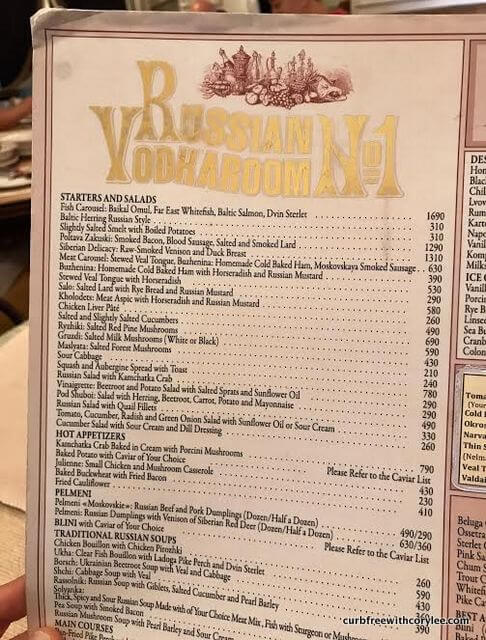 RUSSIAN
VODKAROOM No1
STARTERS AND SALADS
Fish Carousel: Baikal Omul, Far East Whitefish, Baltic Salmon, Dvin Sterlet 1690
Baltic Herring Russian Style 310
Slightly Salted Smelt with Boiled Potatoes 310
Poltava Zakuski: Smoked Bacon, Blood Sausage, Salted and Smoked Lard 1290
Siberian Delicacy: Raw-Smoked Venison and Duck Breast 1310
Meat Carousel: Stewed Veal Tongue, Buzhenina: Homemade Cold Baked Ham, Moskovskaya Smoked Sausage . 630
Buzhenina: Homemade Cold Baked Ham with Horseradish and Russian Mustard 390
Stewed Veal Tongue with Horseradish 530
Salo: Salted Lard with Rye Bread and Russian Mustard 290
Kholodets: Meat Aspic with Horseradish and Russian Mustard 580
Chicken Liver Pâté 260
Salted and Slightly Salted Cucumbers 490
Ryzhiki: Salted Red Pine Mushrooms 690
Gruzdi: Salted Milk Mushrooms (White or Black) 590
Maslyata: Salted Forest Mushrooms 430
Sour Cabbage 210
Squash and Aubergine Spread with Toast 240
Russian Salad with Kamchatka Crab 780
Vinaigrette: Beetroot and Potato Salad with Salted Sprats and Sunflower Oil 290
Pod Shuboi: Salad with Herring, Beetroot, Carrot, Potato and Mayonnaise 290
Russian Salad with Quail Fillets 490
Tomato, Cucumber, Radish and Green Onion Salad with Sunflower Oil or Sour Cream 330
Cucumber Salad with Sour Cream and Dill Dressing 260
HOT APPETIZERS
Kamchatka Crab Baked in Cream with Porcini Mushrooms 790
Baked Potato with Caviar of Your Choice Please Refer to the Caviar List
Julienne: Small Chicken and Mushroom Casserole 430
Baked Buckwheat with Fried Bacon 230
Fried Cauliflower 410
PELMENI
Pelmeni «Moskovskie»: Russian Beef and Pork Dumplings (Dozen/Half a Dozen) 490/290
Pelmeni: Russian Dumplings with Venison of Siberian Red Deer (Dozen/Half a Dozen) 630/360
BLINI with Caviar of Your Choice Please Refer to the Caviar List
TRADITIONAL RUSSIAN SOUPS
Chicken Bouillon with Chicken Pirozhki 260
Ukha: Clear Fish Bouillon with Ladoga Pike Perch and Dvin Sterlet 590
Borsch: Ukrainian Beetroot Soup with Veal and Cabbage 430
Shchi: Cabbage Soup with Veal 290
Rassolnik: Russian Soup with Giblets, Salted Cucumber and Pearl Barley
Solyanka:
Thick, Spicy and Sour Russian Soup Made with of Your Choice Meat Mix, Fish with Sturgeon or
Pea Soup with Smoked Bacon
Russian Mushroom Soup with Pearl Barley and Sour Cream
MAIN COURSES
Pan-Fried Pike Perch
curbfreewithcorylee.com